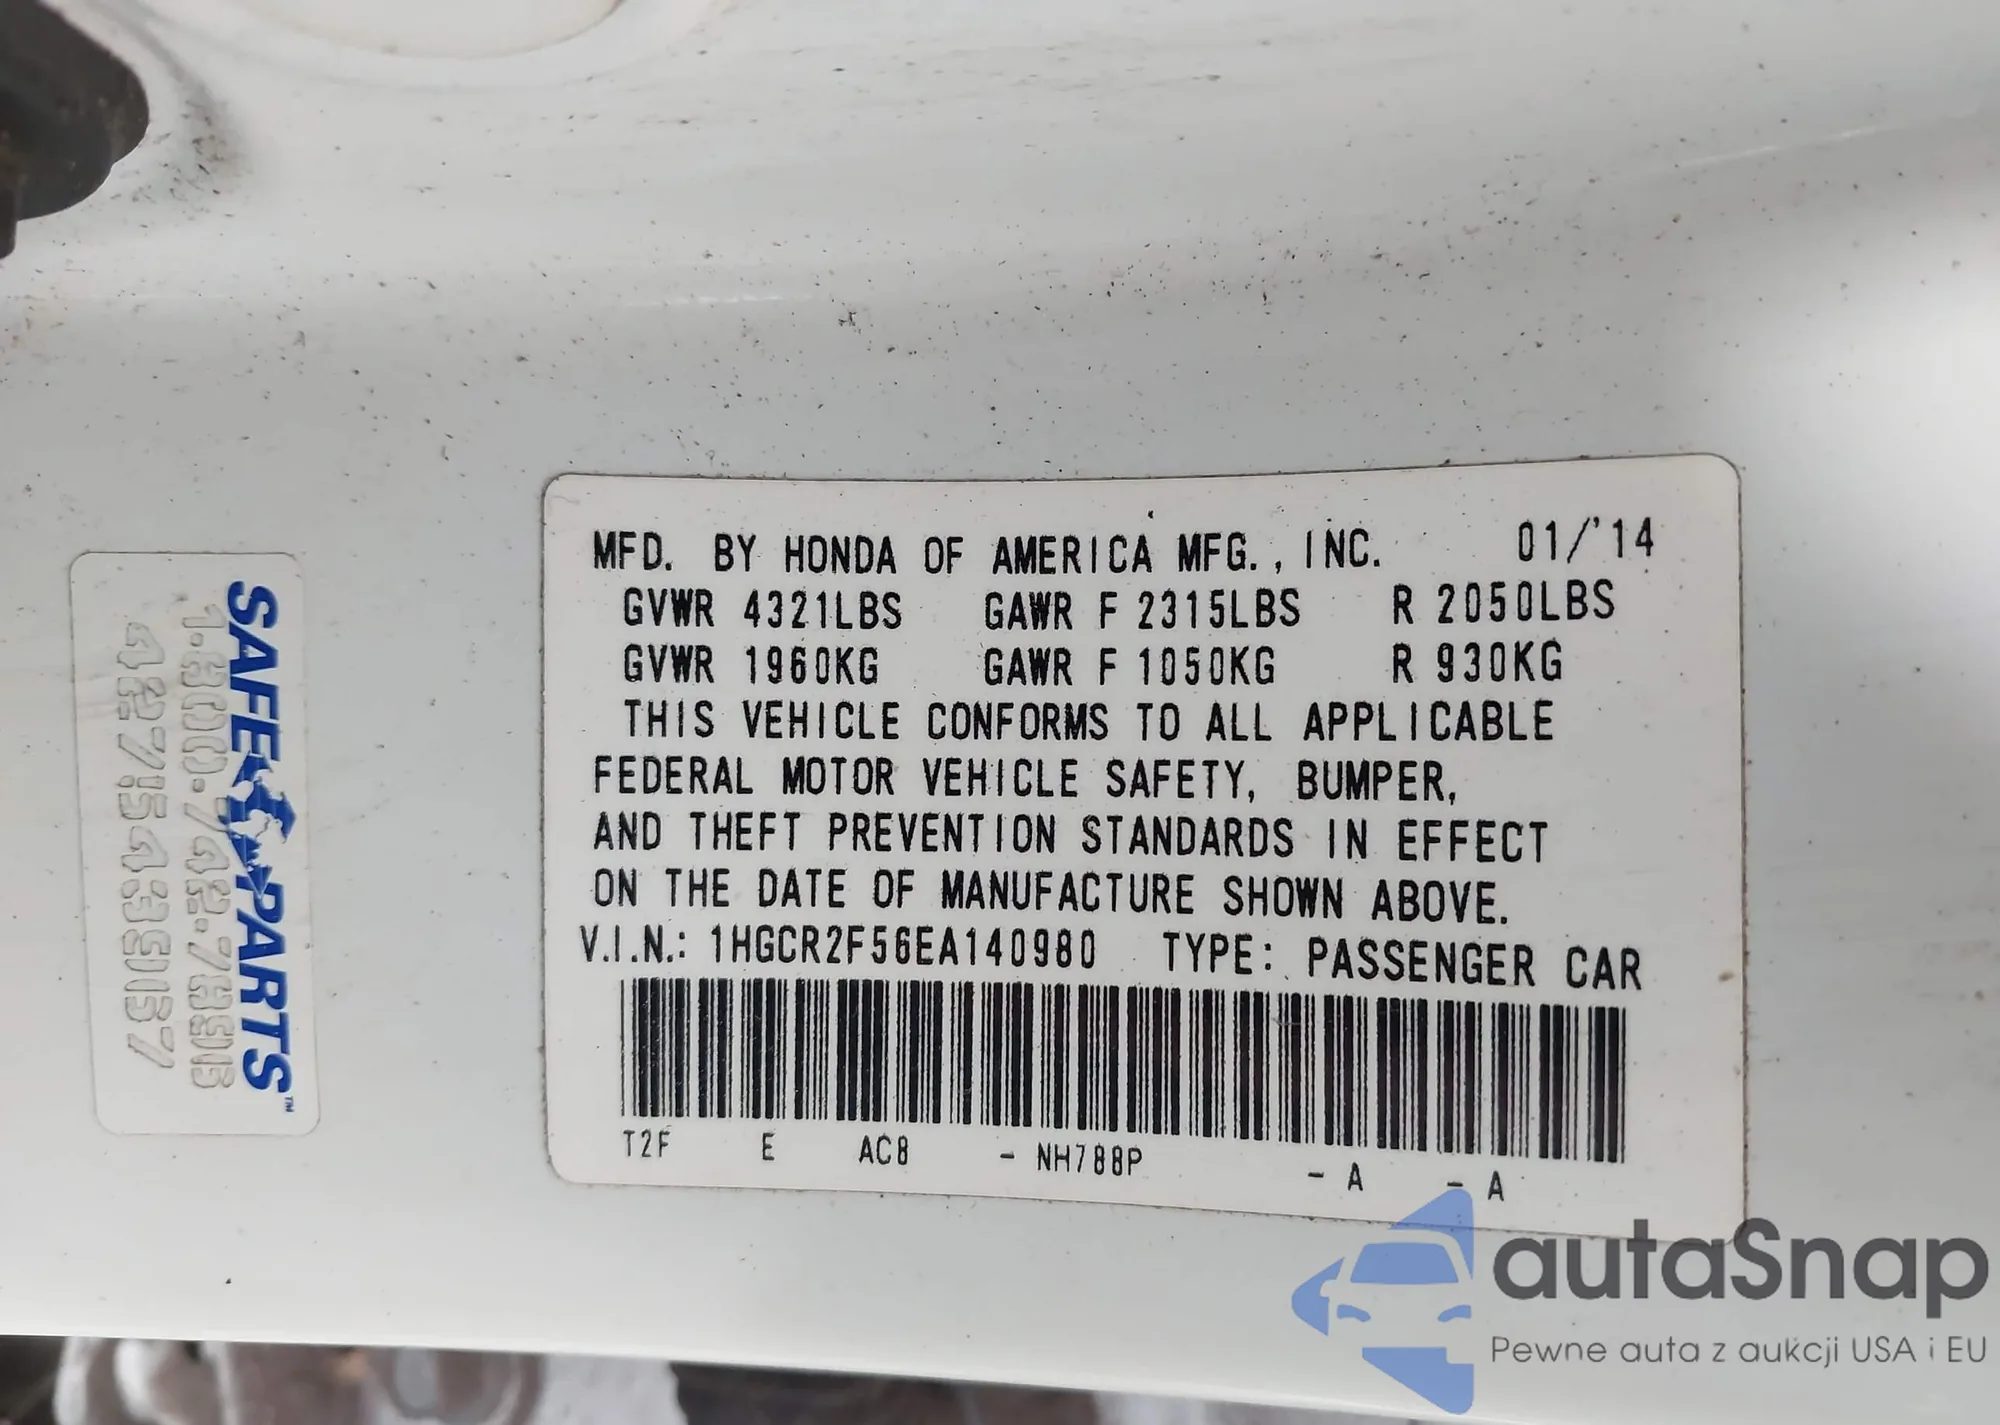 MFD. BY HONDA OF AMERICA MFG., INC. 01/'14
GVWR 4321LBS GAWR F 2315LBS R 2050LBS
GVWR 1960KG GAWR F 1050KG R 930KG
THIS VEHICLE CONFORMS TO ALL APPLICABLE
FEDERAL MOTOR VEHICLE SAFETY, BUMPER,
AND THEFT PREVENTION STANDARDS IN EFFECT
ON THE DATE OF MANUFACTURE SHOWN ABOVE.
V.I.N.: 1HGCR2F56EA140980 TYPE: PASSENGER CAR
T2F E AC8 - NH788P - A - A
SAFE PARTS™
autaSnap
Pewne auta z aukcji USA i EU